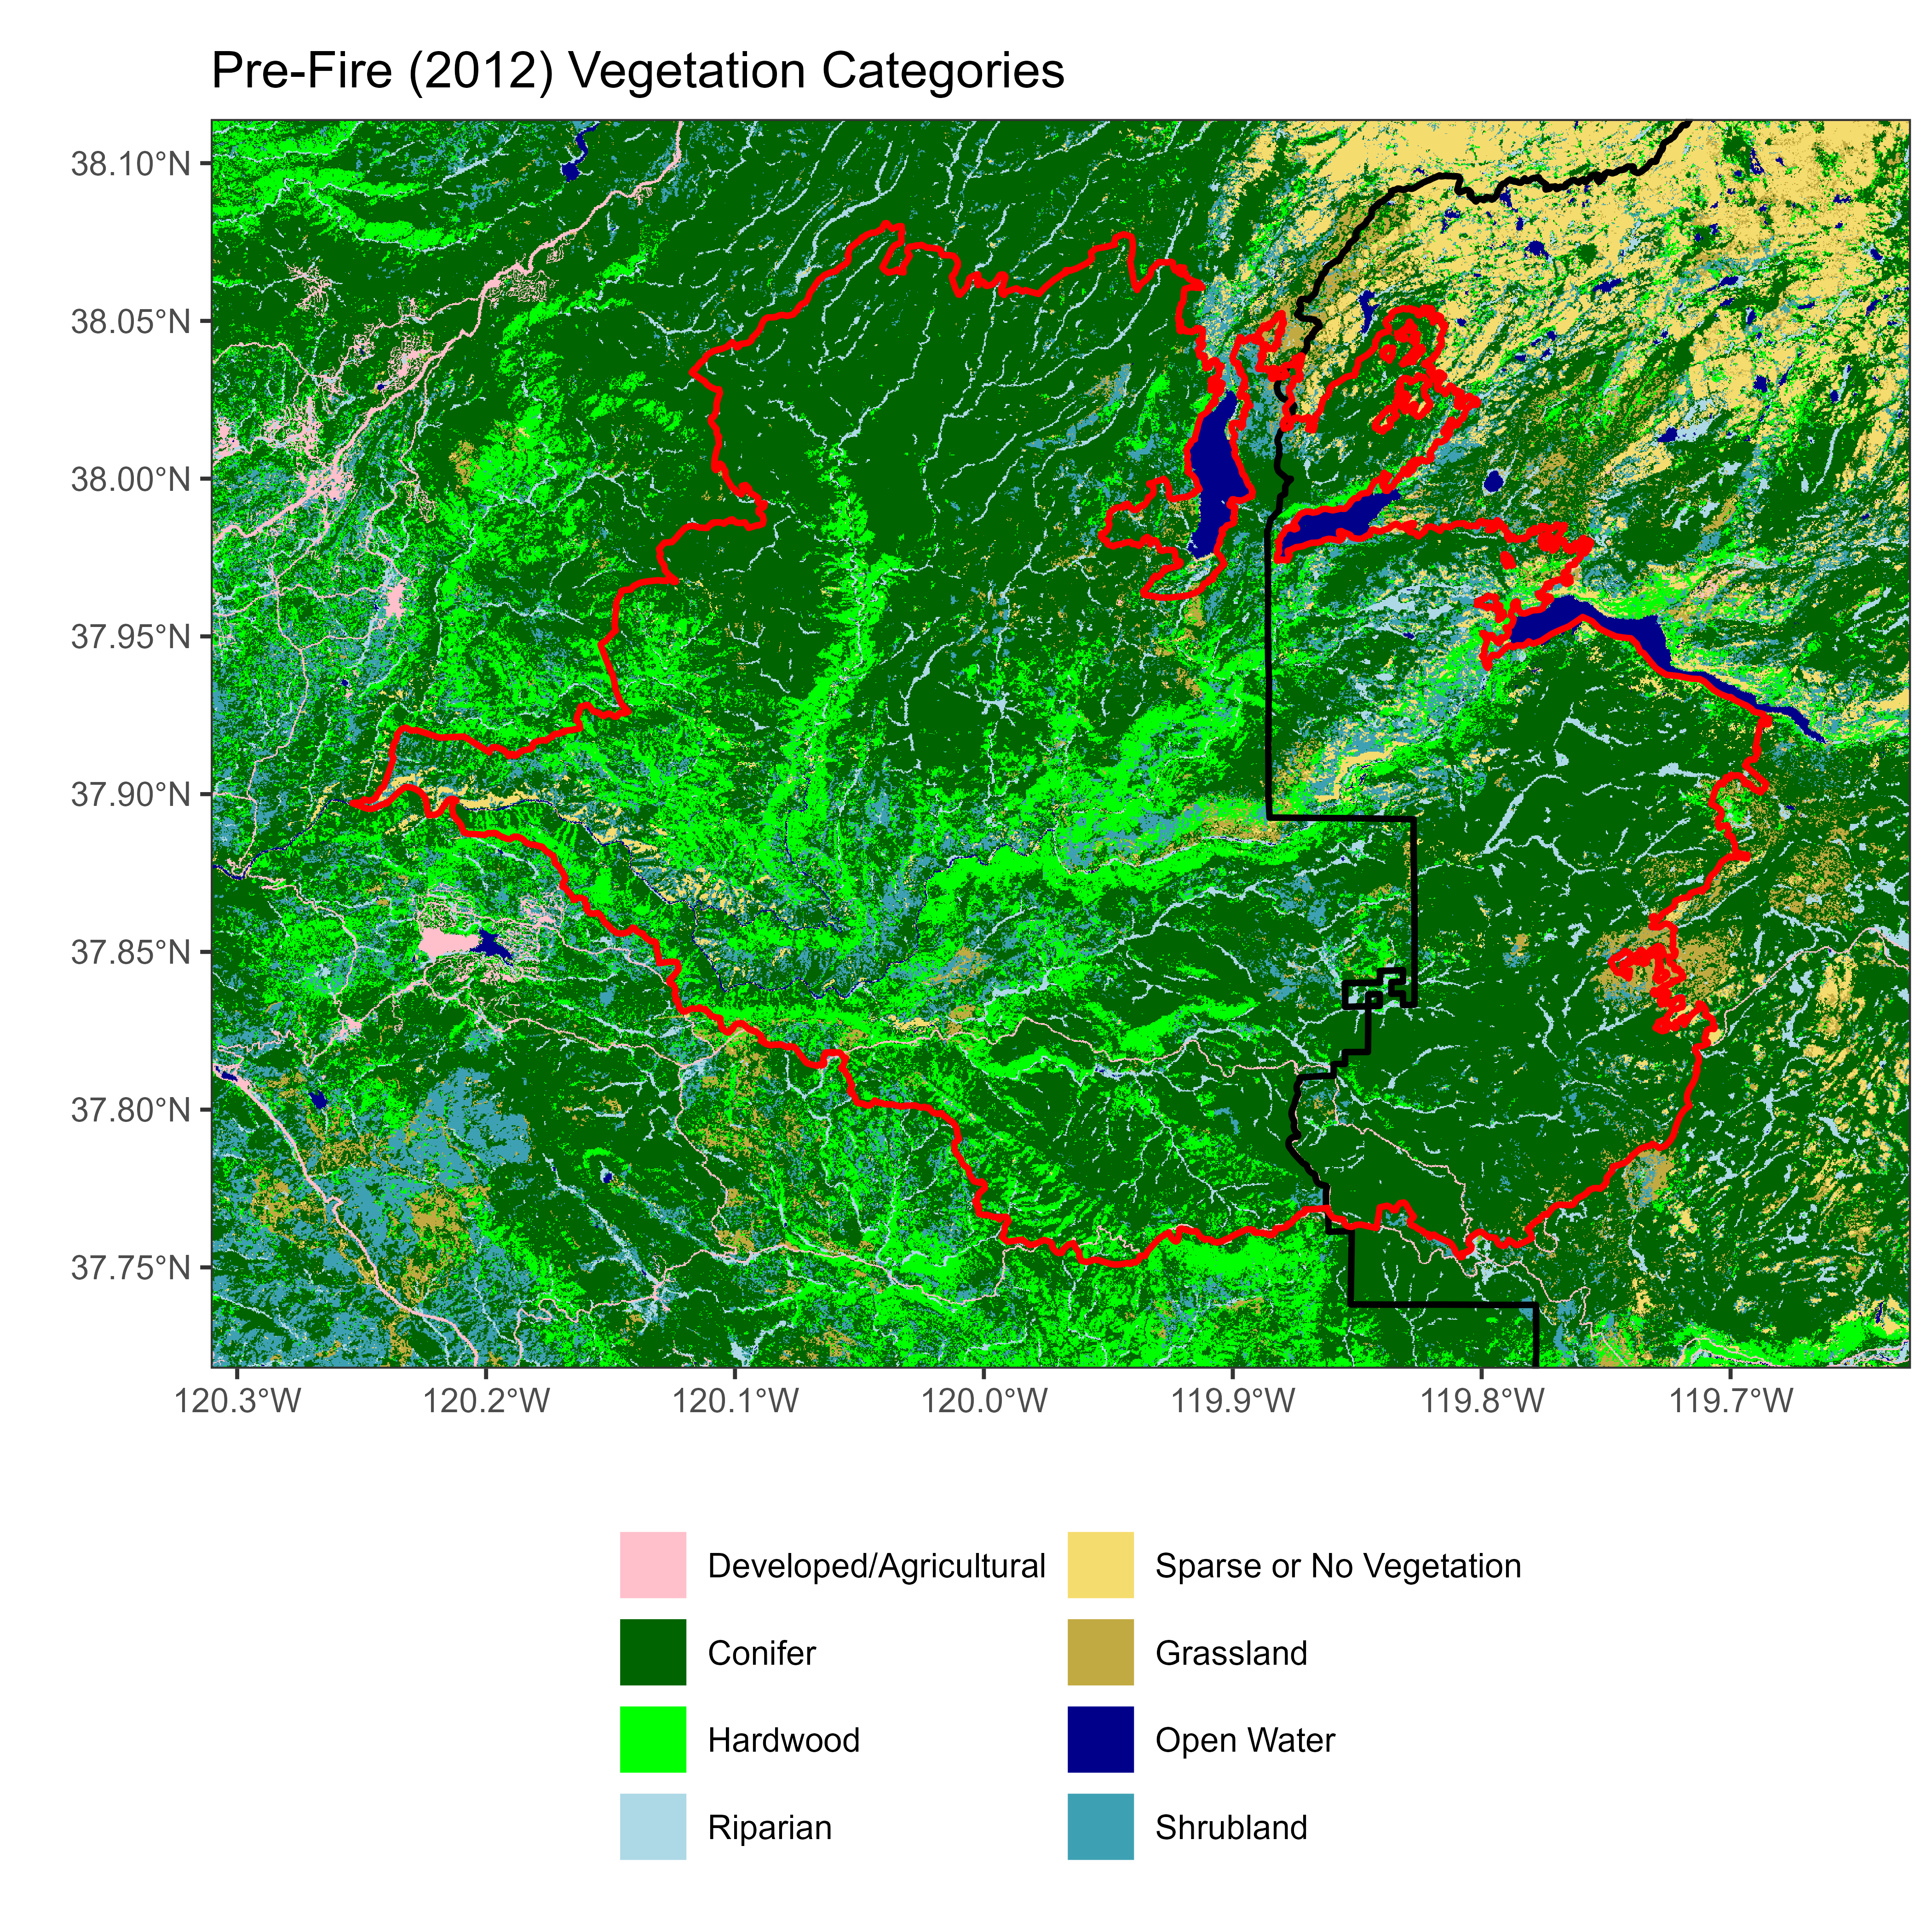 Pre-Fire (2012) Vegetation Categories
38.10°N
38.05°N
38.00°N
37.95°N
37.90°N
37.85°N
37.80°N
37.75°N
120.3°W 120.2°W 120.1°W 120.0°W 119.9°W 119.8°W 119.7°W
Developed/Agricultural Sparse or No Vegetation
Conifer Grassland
Hardwood Open Water
Riparian Shrubland